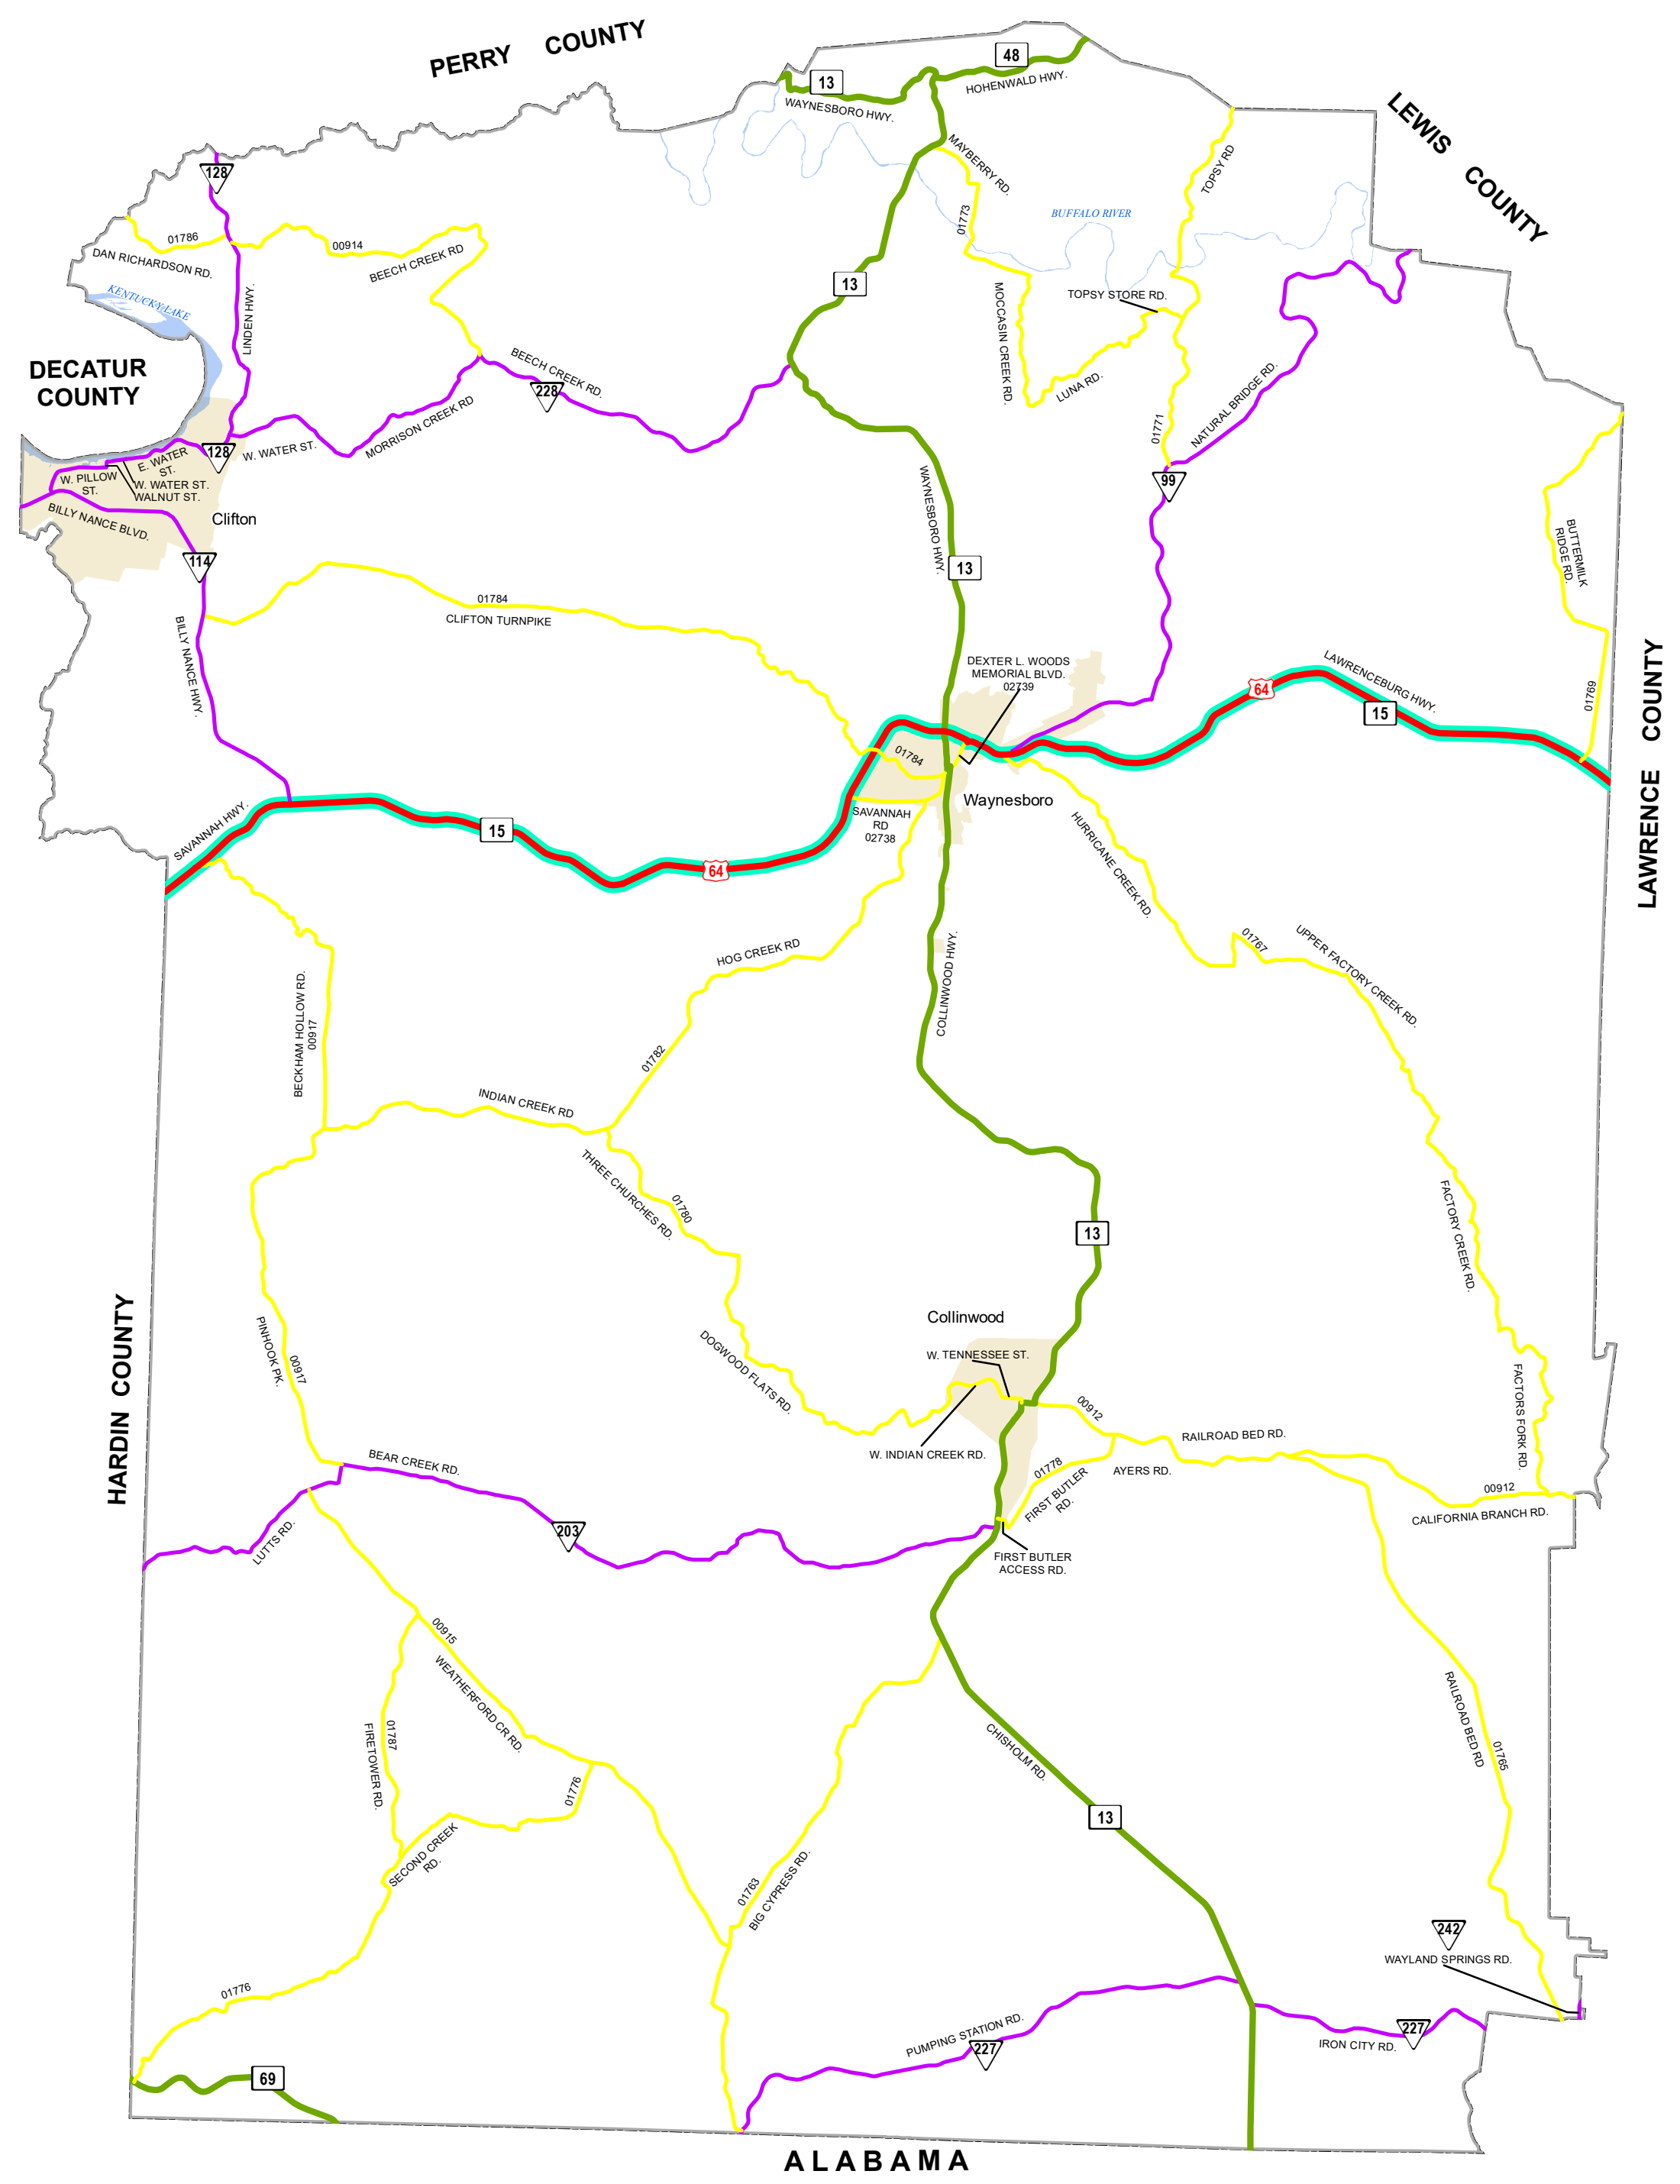 PERRY COUNTY
48
13
HOHENWALD HWY.
WAYNESBORO HWY.
LEWIS COUNTY
MAYBERRY RD.
TOPSY RD
128
01773
BUFFALO RIVER
01786
00914
DAN RICHARDSON RD.
BEECH CREEK RD
13
KENTUCKY LAKE
TOPSY STORE RD.
LINDEN HWY.
MOCCASIN CREEK RD.
DECATUR
COUNTY
BEECH CREEK RD.
228
LUNA RD.
NATURAL BRIDGE RD.
MORRISON CREEK RD
01771
128
W. WATER ST.
E. WATER
ST.
W. PILLOW
ST.
W. WATER ST.
WALNUT ST.
99
BILLY NANCE BLVD.
Clifton
WAYNESBORO HWY.
BUTTERMILK
RIDGE RD.
114
13
01784
CLIFTON TURNPIKE
BILLY NANCE HWY.
DEXTER L. WOODS
MEMORIAL BLVD.
02739
LAWRENCEBURG HWY.
64
15
01769
LAWRENCE COUNTY
01784
Waynesboro
SAVANNAH HWY.
15
SAVANNAH
RD
02738
64
HURRICANE CREEK RD.
HOG CREEK RD
COLLINWOOD HWY.
01767
UPPER FACTORY CREEK RD.
BECKHAM HOLLOW RD.
00917
01782
INDIAN CREEK RD
THREE CHURCHES RD.
01780
13
FACTORY CREEK RD.
HARDIN COUNTY
Collinwood
PINHOOK PK.
00917
DOGWOOD FLATS RD.
W. TENNESSEE ST.
00912
FACTORS FORK RD.
W. INDIAN CREEK RD.
RAILROAD BED RD.
BEAR CREEK RD.
01778
AYERS RD.
FIRST BUTLER
RD.
00912
CALIFORNIA BRANCH RD.
LUTTS RD.
203
FIRST BUTLER
ACCESS RD.
00915
WEATHERFORD CR RD.
FIRETOWER RD.
01787
RAILROAD BED RD
01765
CHISHOLM RD.
01776
13
SECOND CREEK
RD.
01763
BIG CYPRESS RD.
242
WAYLAND SPRINGS RD.
01776
PUMPING STATION RD.
227
227
IRON CITY RD.
69
ALABAMA